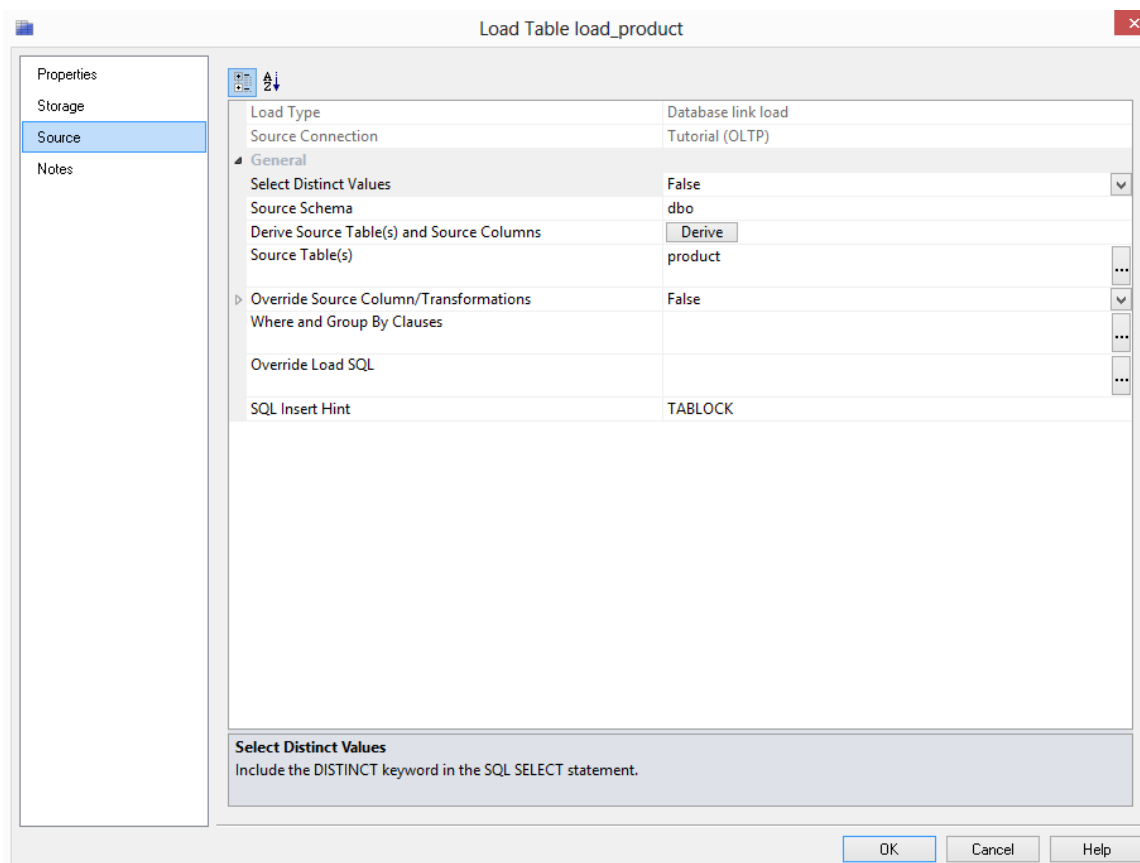 Load Table load_product
Properties
Storage
Source
Notes
Load Type Database link load
Source Connection Tutorial (OLTP)
General
Select Distinct Values False
Source Schema dbo
Derive Source Table(s) and Source Columns Derive
Source Table(s) product
...
Override Source Column/Transformations False
Where and Group By Clauses
...
Override Load SQL
...
SQL Insert Hint TABLOCK
Select Distinct Values
Include the DISTINCT keyword in the SQL SELECT statement.
OK Cancel Help